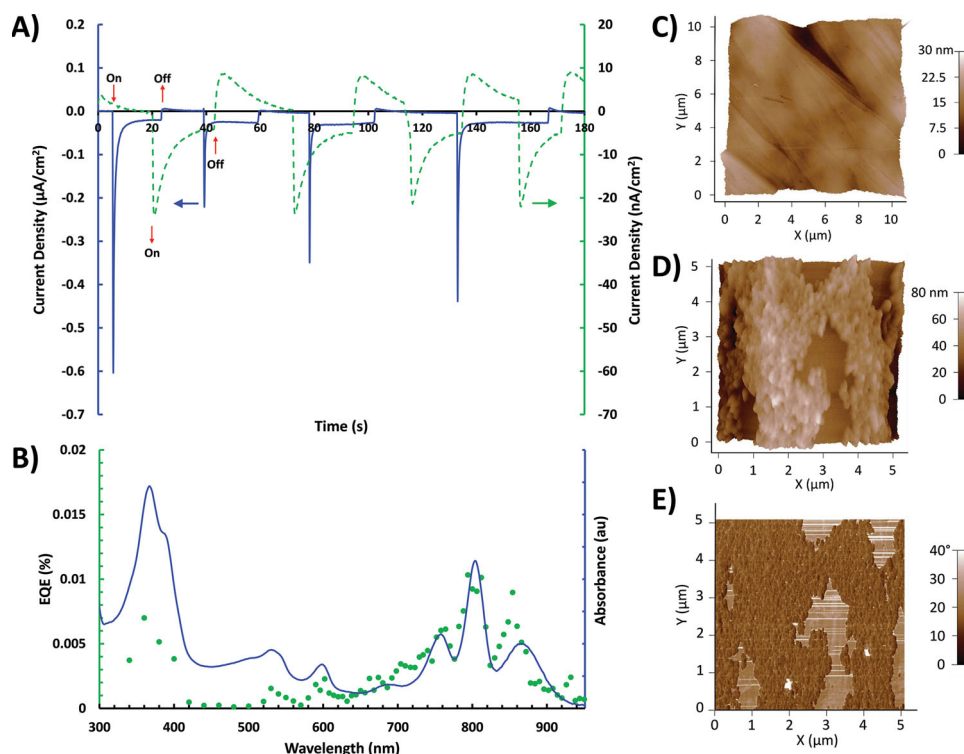 A)
0.2
0.1
0.0
-0.1
-0.2
-0.3
-0.4
-0.5
-0.6
-0.7
Current Density (µA/cm²)
0 20 40 60 80 100 120 140 160 180
Time (s)
On
Off
On
Off
20
10
0
-10
-20
-30
-40
-50
-60
-70
Current Density (nA/cm²)
B)
0.02
0.015
0.01
0.005
0
EQE (%)
300 400 500 600 700 800 900
Wavelength (nm)
Absorbance (au)
C)
10
8
6
4
2
0
Y (µm)
0 2 4 6 8 10
X (µm)
30 nm
22.5
15
7.5
0
D)
5
4
3
2
1
0
Y (µm)
0 1 2 3 4 5
X (µm)
80 nm
60
40
20
0
E)
5
4
3
2
1
0
Y (µm)
0 1 2 3 4 5
X (µm)
40°
30
20
10
0